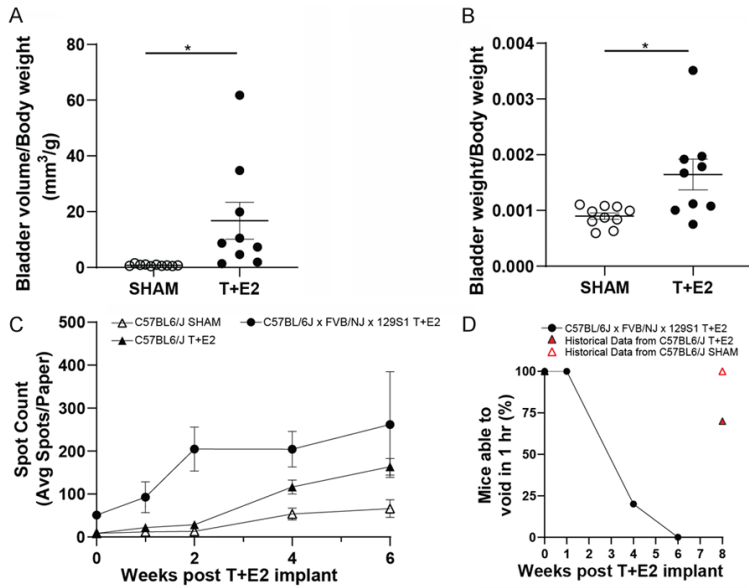 A
Bladder volume/Body weight
(mm³/g)
80
60
40
20
0
*
SHAM
T+E2
B
Bladder weight/Body weight
0.004
0.003
0.002
0.001
0.000
*
SHAM
T+E2
C
C57BL6/J SHAM
C57BL/6J x FVB/NJ x 129S1 T+E2
C57BL6/J T+E2
Spot Count
(Avg Spots/Paper)
500
400
300
200
100
0
0
2
4
6
Weeks post T+E2 implant
D
C57BL/6J x FVB/NJ x 129S1 T+E2
Historical Data from C57BL6/J T+E2
Historical Data from C57BL6/J SHAM
Mice able to
void in 1 hr (%)
100
75
50
25
0
0
1
2
3
4
5
6
7
8
Weeks post T+E2 implant